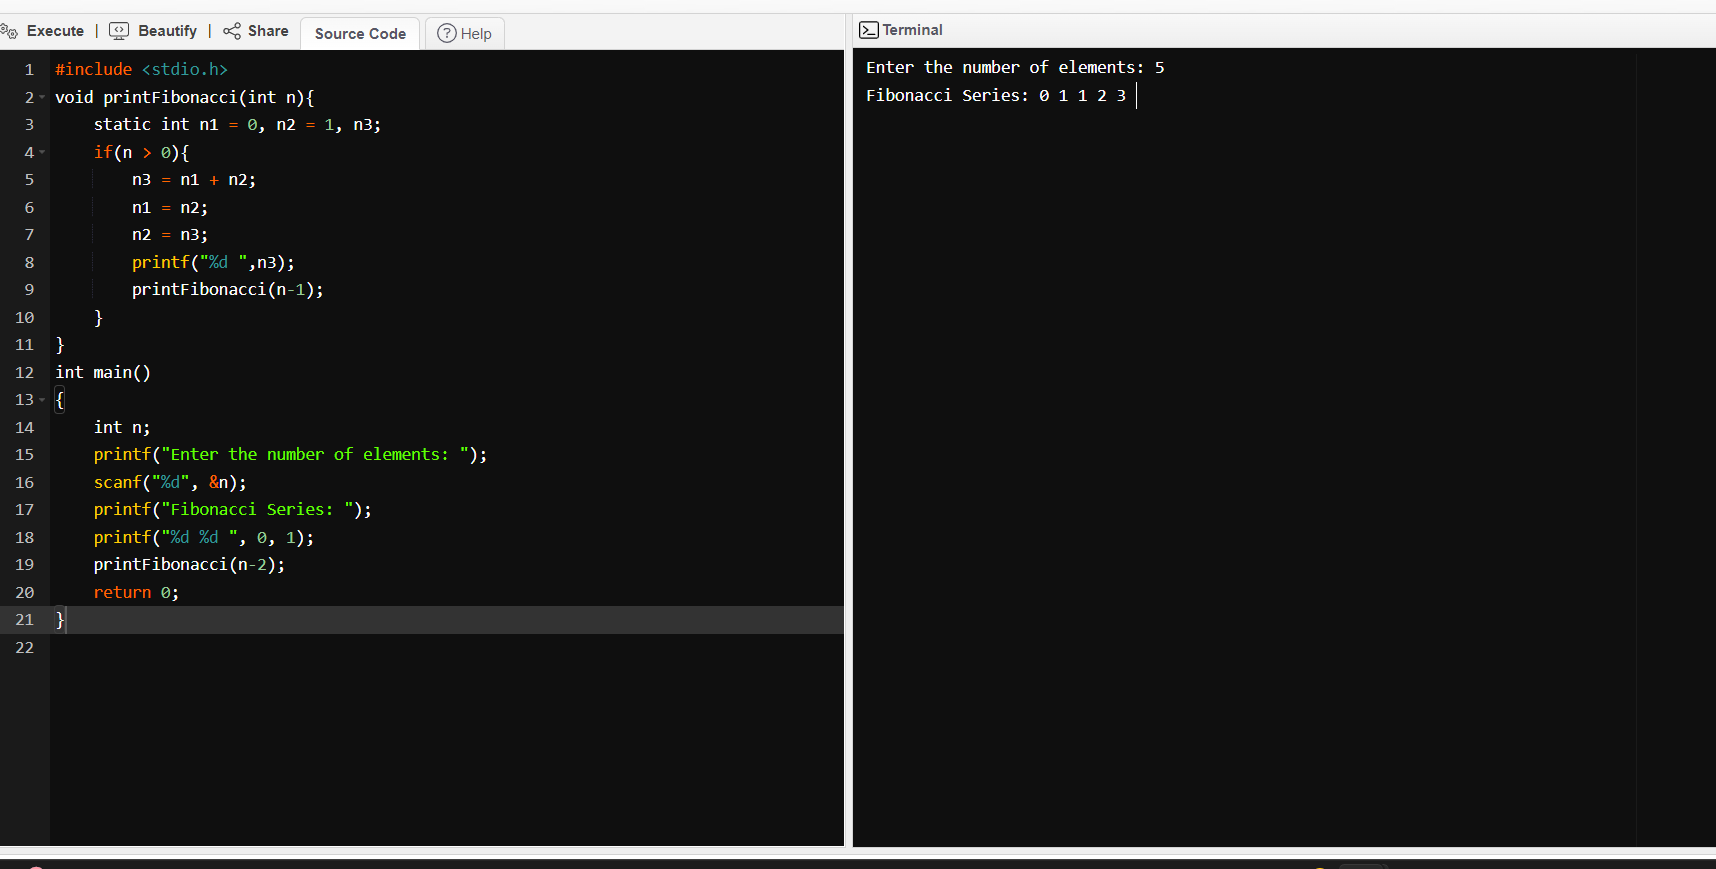 Execute | Beautify | Share Source Code Help
1 #include <stdio.h>
2 void printFibonacci(int n){
3     static int n1 = 0, n2 = 1, n3;
4     if(n > 0){
5         n3 = n1 + n2;
6         n1 = n2;
7         n2 = n3;
8         printf("%d ",n3);
9         printFibonacci(n-1);
10     }
11 }
12 int main()
13 {
14     int n;
15     printf("Enter the number of elements: ");
16     scanf("%d", &n);
17     printf("Fibonacci Series: ");
18     printf("%d %d ", 0, 1);
19     printFibonacci(n-2);
20     return 0;
21 }
22
Terminal
Enter the number of elements: 5
Fibonacci Series: 0 1 1 2 3